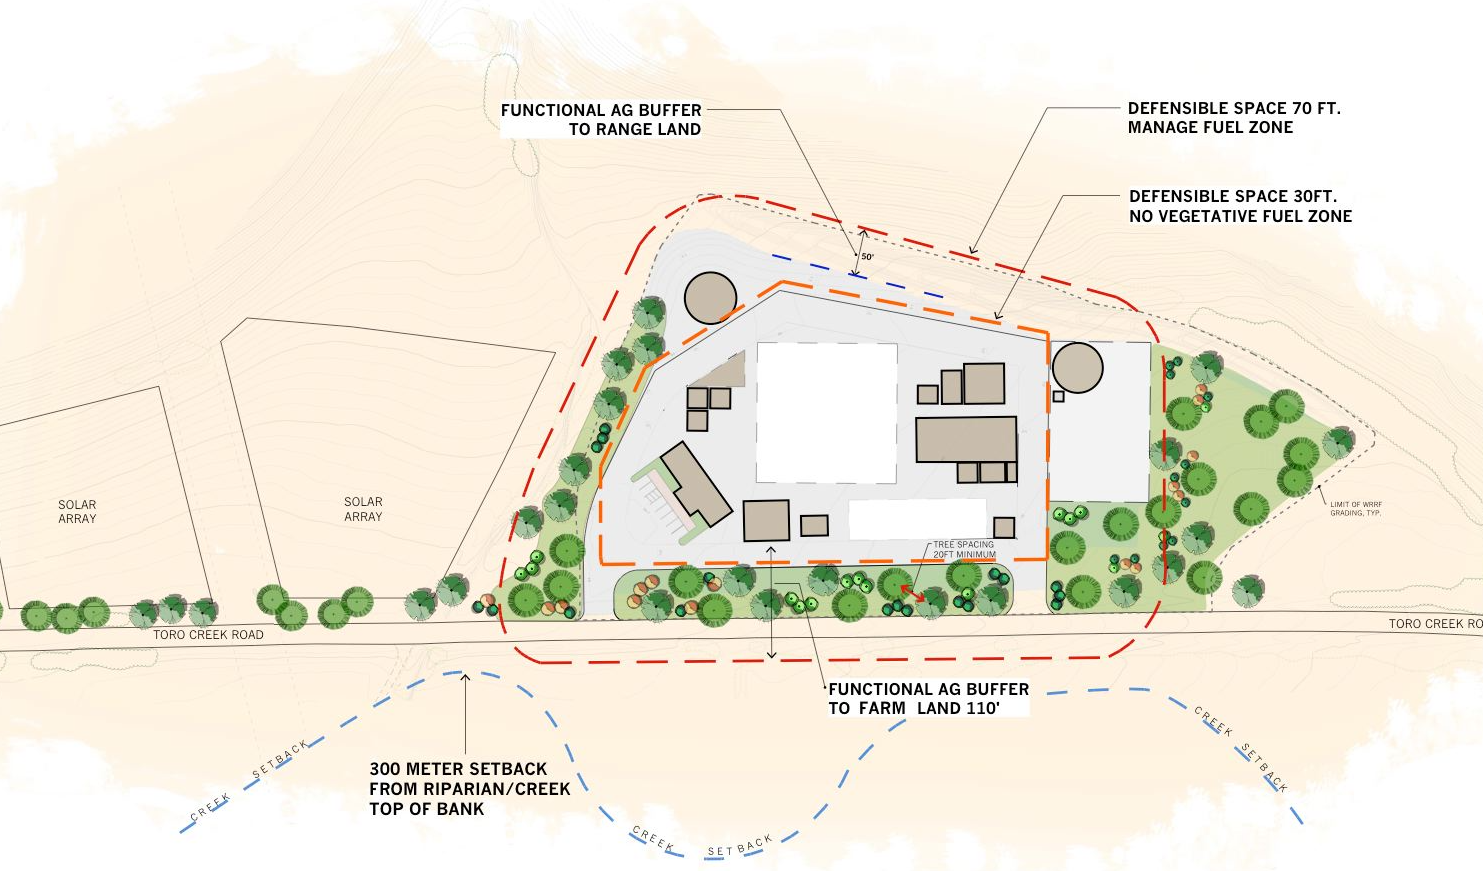 FUNCTIONAL AG BUFFER
TO RANGE LAND
DEFENSIBLE SPACE 70 FT.
MANAGE FUEL ZONE
DEFENSIBLE SPACE 30FT.
NO VEGETATIVE FUEL ZONE
50'
SOLAR
ARRAY
SOLAR
ARRAY
LIMIT OF WRRF
GRADING, TYP.
TREE SPACING
20FT MINIMUM
TORO CREEK ROAD
TORO CREEK RO
FUNCTIONAL AG BUFFER
TO FARM LAND 110'
300 METER SETBACK
FROM RIPARIAN/CREEK
TOP OF BANK
CREEK SETBACK
CREEK SETBACK
CREEK SETBACK